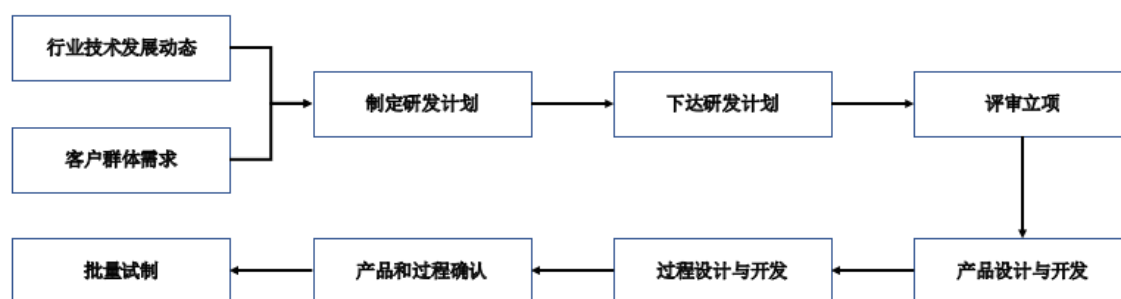 行业技术发展动态
客户群体需求
制定研发计划
下达研发计划
评审立项
产品设计与开发
过程设计与开发
产品和过程确认
批量试制